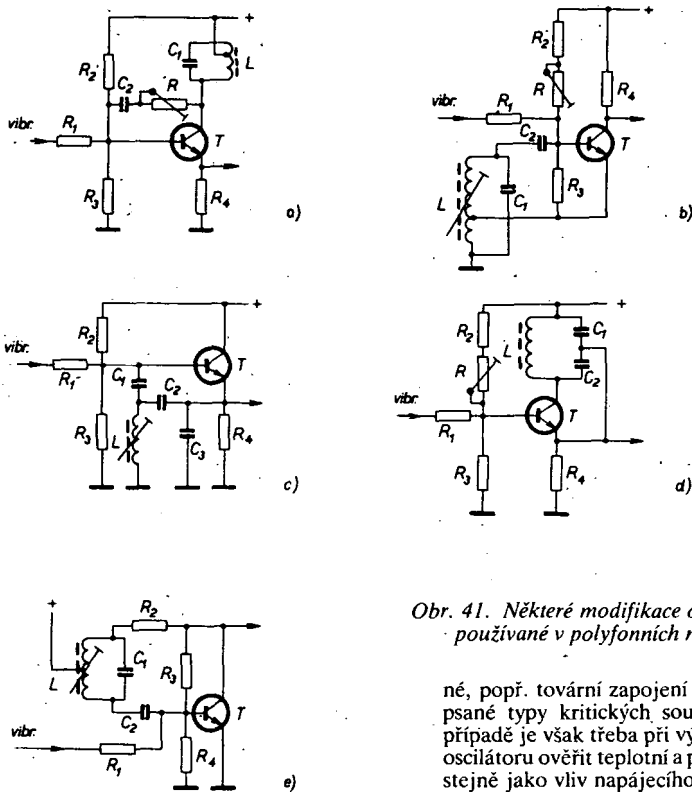 +
C1
L
R2
C2
R
vibr.
R1
T
R3
R4
a)
+
R2
R
R4
vibr.
R1
C2
T
L
C1
R3
b)
+
R2
vibr.
R1
T
C1
C2
R3
L
C3
R4
c)
+
R2
L
C1
R
C2
vibr.
R1
T
R3
R4
d)
+
R2
L
C1
R3
C2
T
vibr.
R1
R4
e)
Obr. 41. Některé modifikace
používané v polyfonních
né, popř. tovární zapojení
psané typy kritických
případě je však třeba při
oscilátoru ověřit teplotní a
stejně jako vliv napájecího